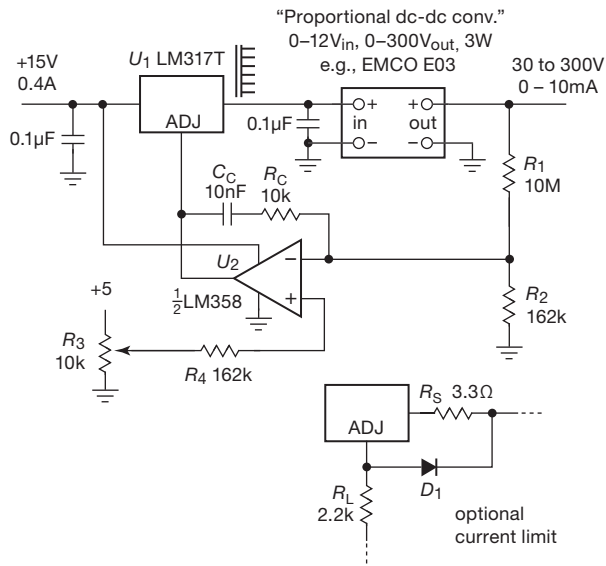 “Proportional dc-dc conv.”
0–12Vin, 0–300Vout, 3W
e.g., EMCO E03
+15V
0.4A
U1 LM317T
30 to 300V
0 – 10mA
ADJ
0.1µF
0.1µF
+
in
–
+
out
–
R1
10M
CC
10nF
RC
10k
U2
–
+
½LM358
R2
162k
+5
R3
10k
R4 162k
ADJ
RS 3.3Ω
D1
RL
2.2k
optional
current limit